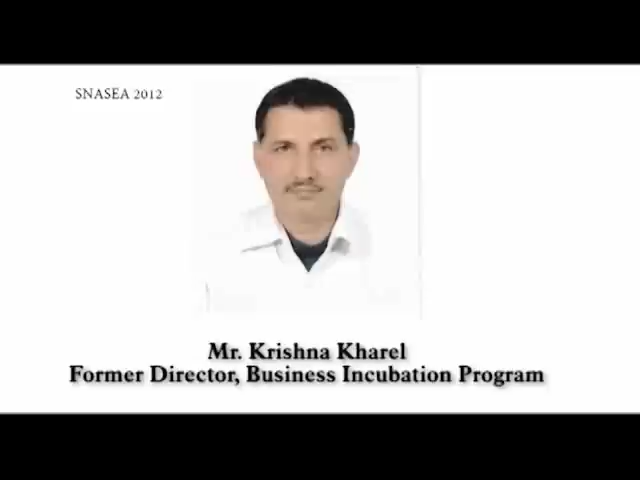 SNASEA 2012
Mr. Krishna Kharel
Former Director, Business Incubation Program